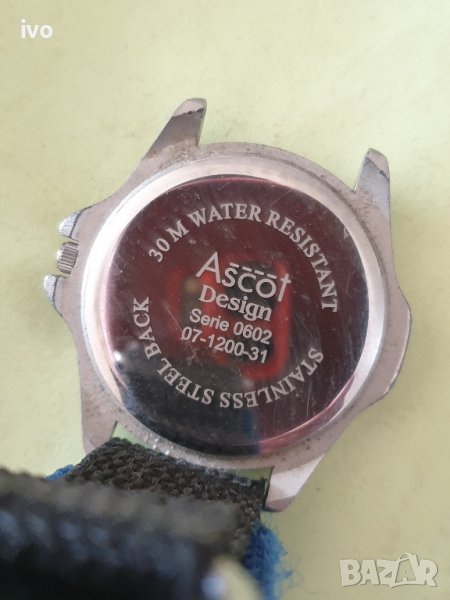 ivo
30 M WATER RESISTANT
Ascot
Design
Serie 0602
07-1200-31
STAINLESS STEEL BACK
BAZAR